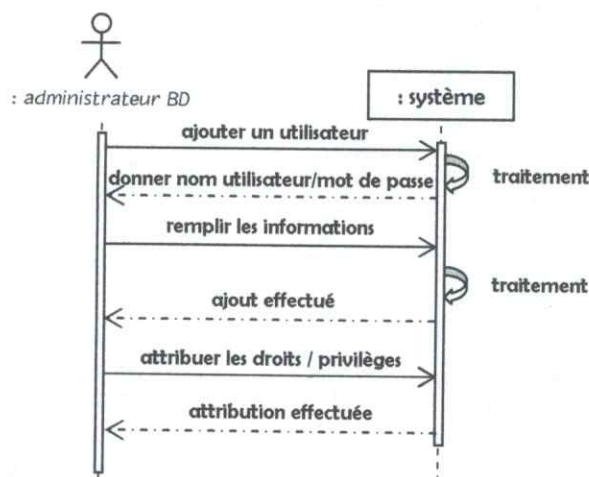 : administrateur BD
: système
ajouter un utilisateur
traitement
donner nom utilisateur/mot de passe
remplir les informations
traitement
ajout effectué
attribuer les droits / privilèges
attribution effectuée